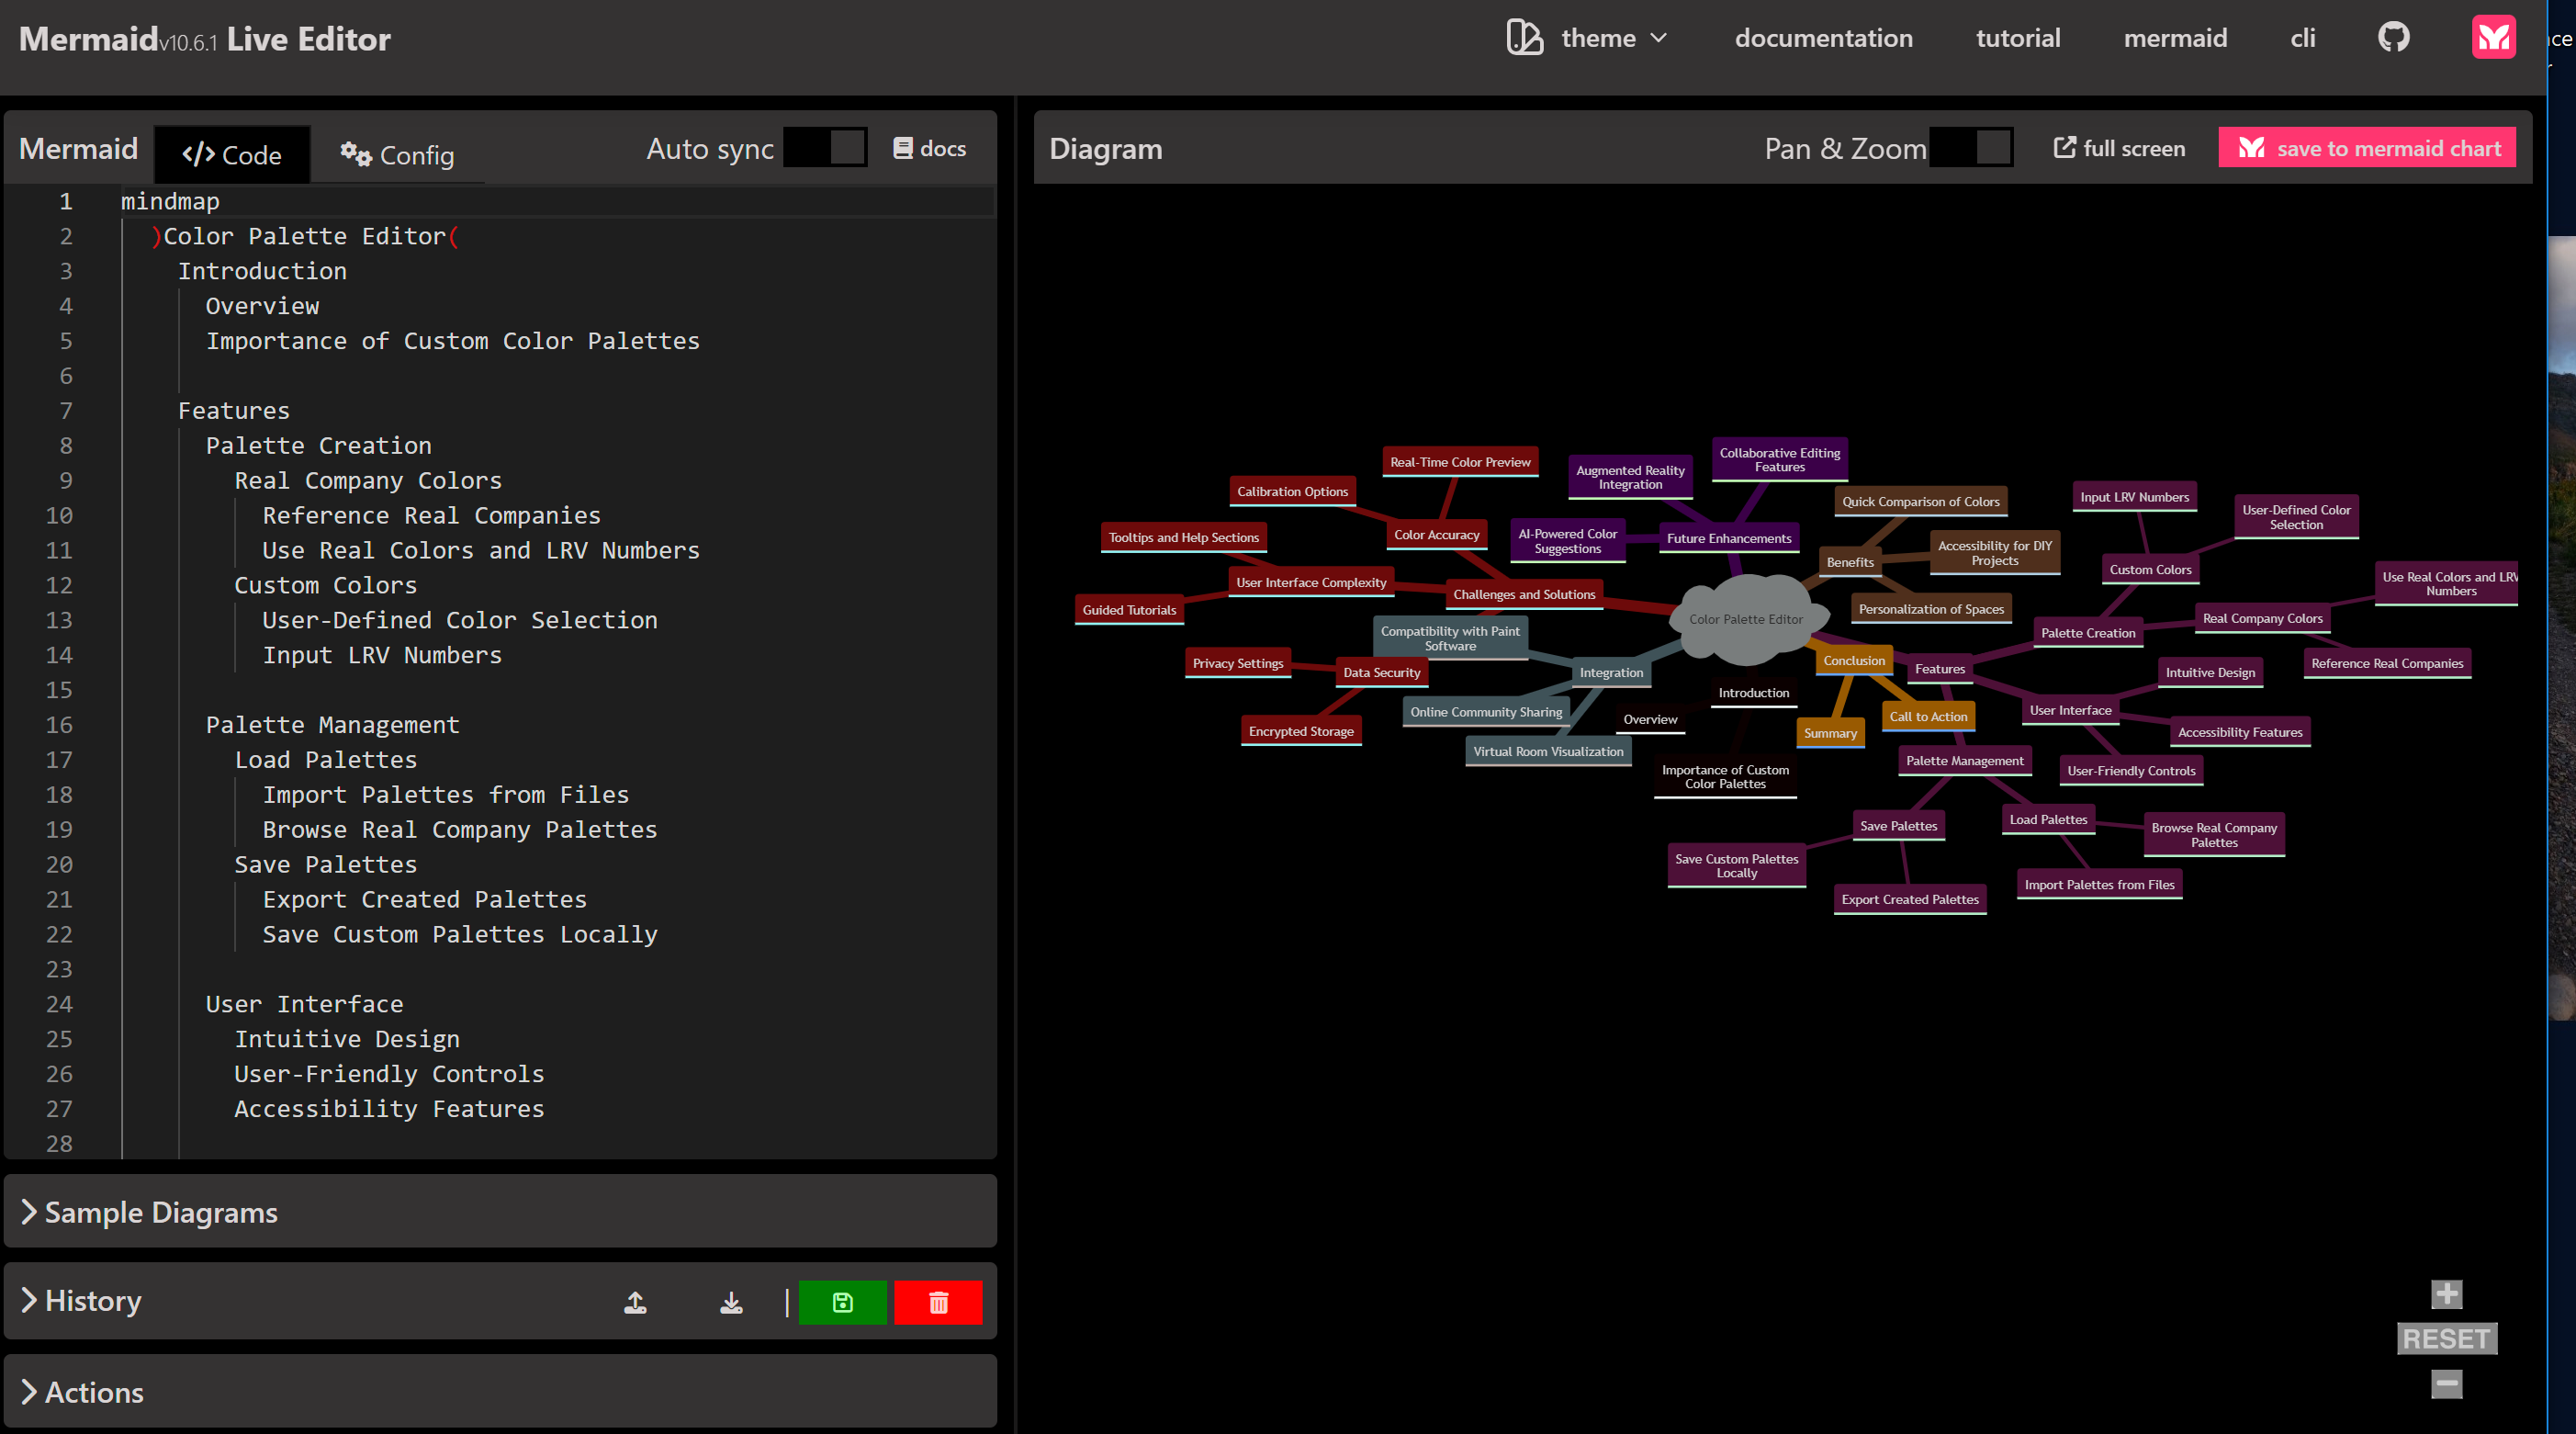 Mermaidv10.6.1 Live Editor
theme
documentation
tutorial
mermaid
cli
Mermaid
Code
Config
Auto sync
docs
1 mindmap
2 )Color Palette Editor(
3 Introduction
4 Overview
5 Importance of Custom Color Palettes
6
7 Features
8 Palette Creation
9 Real Company Colors
10 Reference Real Companies
11 Use Real Colors and LRV Numbers
12 Custom Colors
13 User-Defined Color Selection
14 Input LRV Numbers
15
16 Palette Management
17 Load Palettes
18 Import Palettes from Files
19 Browse Real Company Palettes
20 Save Palettes
21 Export Created Palettes
22 Save Custom Palettes Locally
23
24 User Interface
25 Intuitive Design
26 User-Friendly Controls
27 Accessibility Features
28
Sample Diagrams
History
Actions
Diagram
Pan & Zoom
full screen
save to mermaid chart
Collaborative Editing
Features
Real-Time Color Preview
Augmented Reality
Integration
Calibration Options
Quick Comparison of Colors
Input LRV Numbers
User-Defined Color
Selection
Tooltips and Help Sections
Color Accuracy
AI-Powered Color
Suggestions
Future Enhancements
Accessibility for DIY
Projects
Benefits
Custom Colors
User Interface Complexity
Use Real Colors and LRV
Numbers
Challenges and Solutions
Guided Tutorials
Personalization of Spaces
Color Palette Editor
Real Company Colors
Compatibility with Paint
Software
Palette Creation
Privacy Settings
Data Security
Integration
Conclusion
Features
Reference Real Companies
Intuitive Design
Introduction
Online Community Sharing
Overview
Call to Action
User Interface
Encrypted Storage
Summary
Accessibility Features
Virtual Room Visualization
Palette Management
Importance of Custom
Color Palettes
User-Friendly Controls
Save Palettes
Load Palettes
Browse Real Company
Palettes
Save Custom Palettes
Locally
Import Palettes from Files
Export Created Palettes
RESET